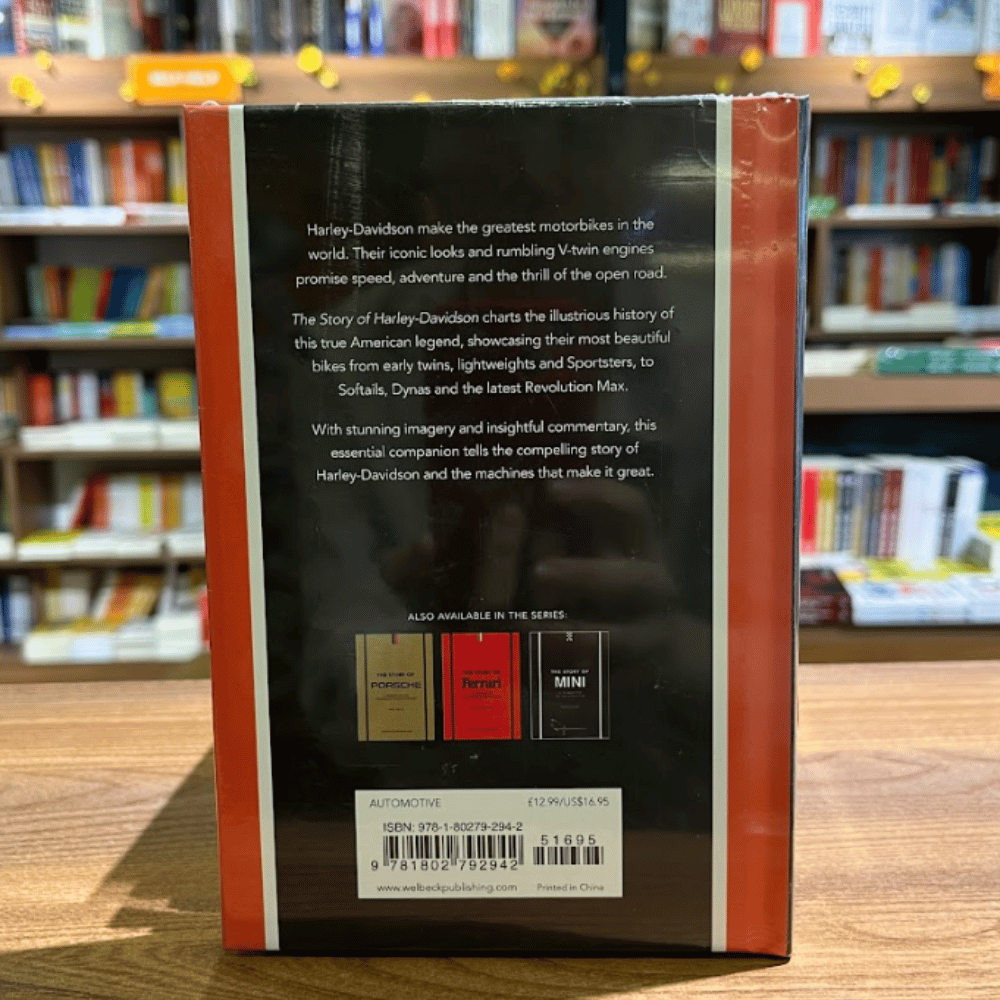 Harley-Davidson make the greatest motorbikes in the
world. Their iconic looks and rumbling V-twin engines
promise speed, adventure and the thrill of the open road.
The Story of Harley-Davidson charts the illustrious history of
this true American legend, showcasing their most beautiful
bikes from early twins, lightweights and Sportsters, to
Softails, Dynas and the latest Revolution Max.
With stunning imagery and insightful commentary, this
essential companion tells the compelling story of
Harley-Davidson and the machines that make it great.
ALSO AVAILABLE IN THE SERIES:
THE STORY OF
PORSCHE
THE STORY OF
Ferrari
THE STORY OF
MINI
AUTOMOTIVE £12.99/US$16.95
ISBN: 978-1-80279-294-2
51695
9 781802 792942
www.welbeckpublishing.com Printed in China